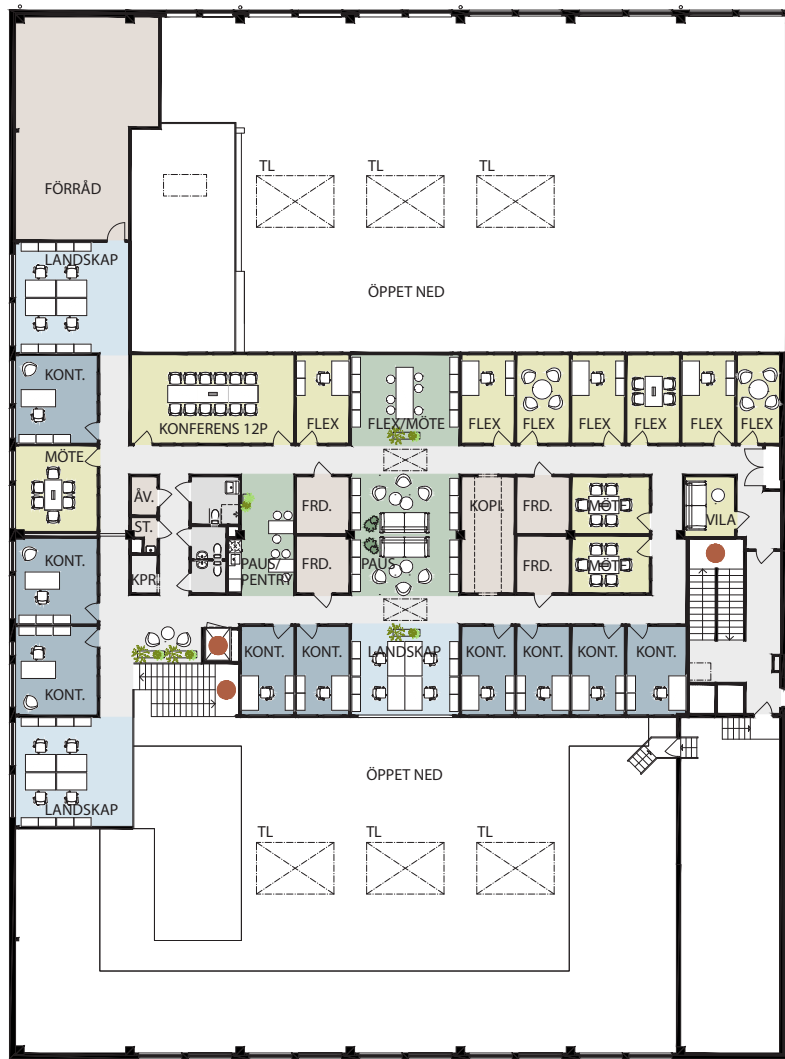 TL
TL
TL
FÖRRÅD
LANDSKAP
ÖPPET NED
KONT.
KONFERENS 12P
FLEX
FLEX/MÖTE
FLEX
FLEX
FLEX
FLEX
FLEX
FLEX
MÖTE
ÅV.
FRD.
KOPI.
FRD.
MÖTE
VILA
ST.
KONT.
KPR.
PAUS/
PENTRY
FRD.
PAUS
FRD.
MÖTE
KONT.
KONT.
KONT.
LANDSKAP
KONT.
KONT.
KONT.
KONT.
ÖPPET NED
LANDSKAP
TL
TL
TL